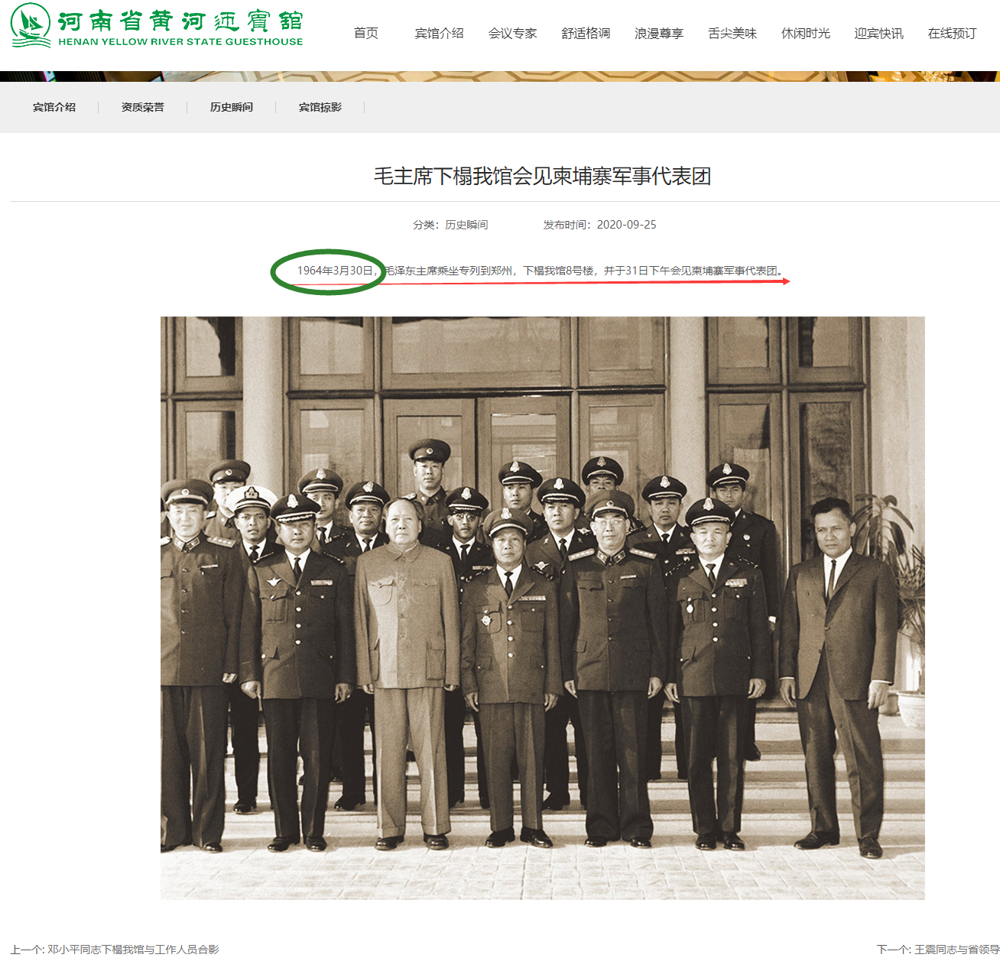 河南省黄河迎宾馆
HENAN YELLOW RIVER STATE GUESTHOUSE
首页 宾馆介绍 会议专家 舒适格调 浪漫尊享 舌尖美味 休闲时光 迎宾快讯 在线预订
宾馆介绍 资质荣誉 历史瞬间 宾馆掠影
毛主席下榻我馆会见柬埔寨军事代表团
分类：历史瞬间 发布时间：2020-09-25
1964年3月30日，毛泽东主席乘坐专列到郑州，下榻我馆8号楼，并于31日下午会见柬埔寨军事代表团。
上一个: 邓小平同志下榻我馆与工作人员合影 下一个: 王震同志与省领导